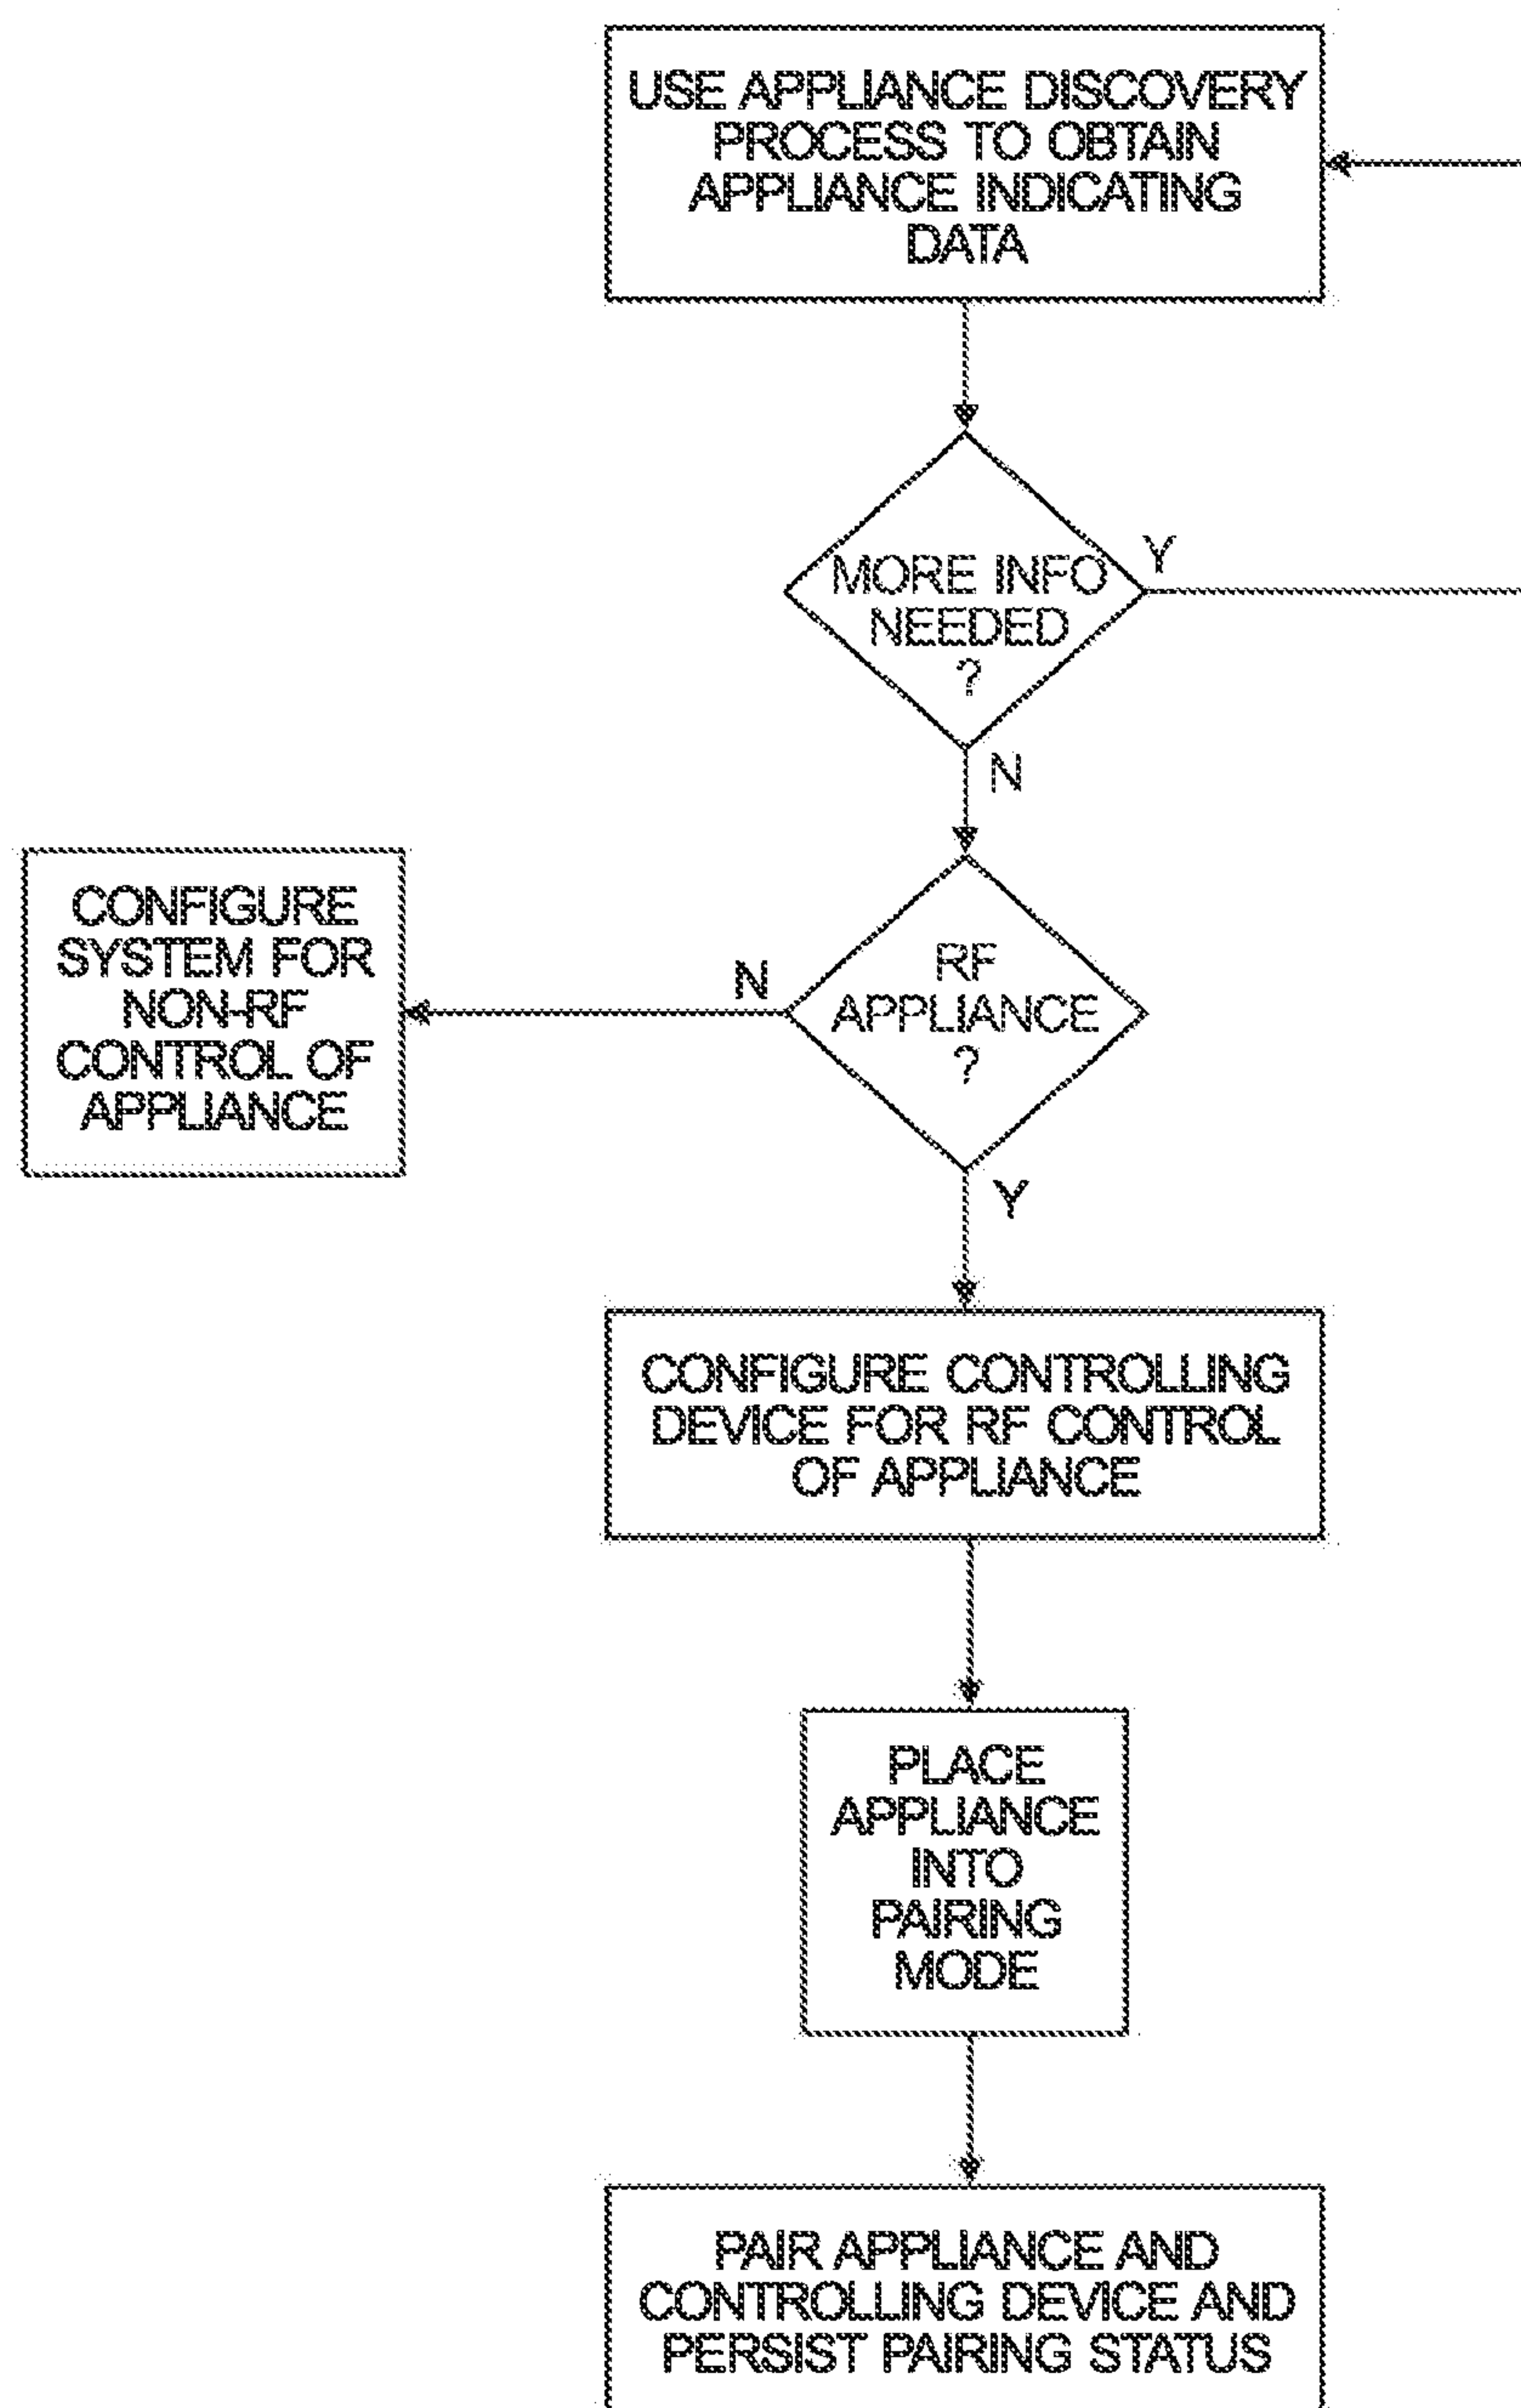 USE APPLIANCE DISCOVERY
PROCESS TO OBTAIN
APPLIANCE INDICATING
DATA
MORE INFO
NEEDED
?
Y
N
RF
APPLIANCE
?
N
Y
CONFIGURE
SYSTEM FOR
NON-RF
CONTROL OF
APPLIANCE
CONFIGURE CONTROLLING
DEVICE FOR RF CONTROL
OF APPLIANCE
PLACE
APPLIANCE
INTO
PAIRING
MODE
PAIR APPLIANCE AND
CONTROLLING DEVICE AND
PERSIST PAIRING STATUS